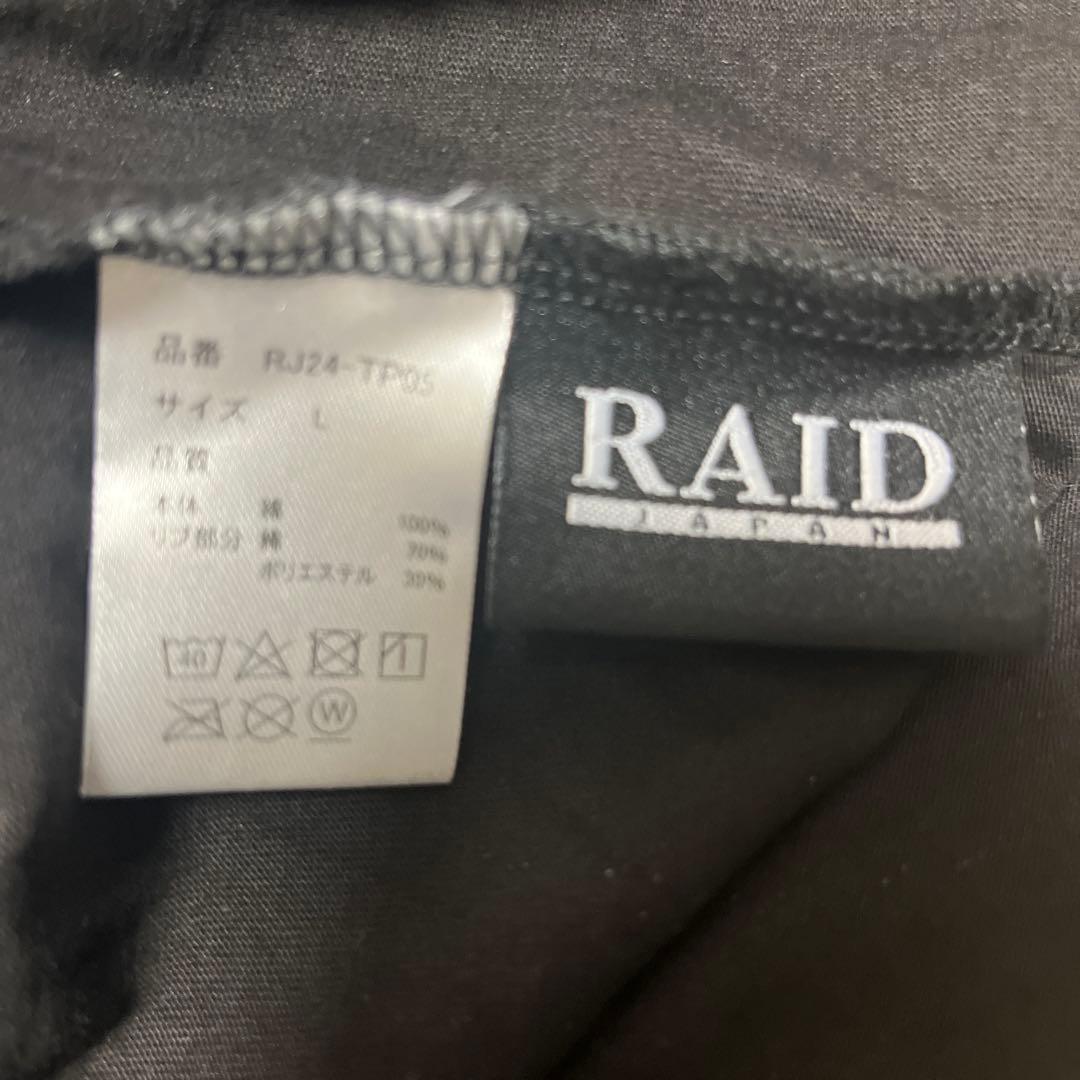 品番 RJ24-TP05
サイズ L
品質
本体 綿 100%
リブ部分 綿 70%
ポリエステル 30%
40
W
RAID
JAPAN